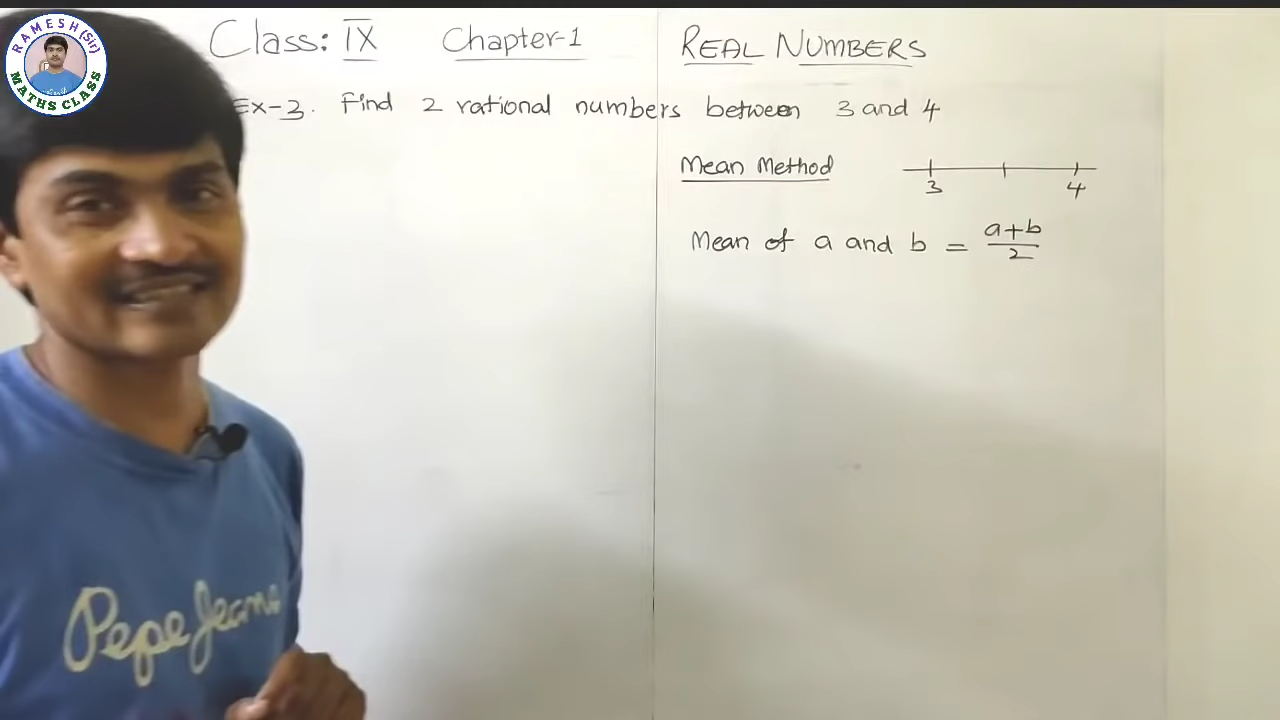 RAMESH (Sir)
MATHS CLASS
Class: IX Chapter-1 REAL NUMBERS
Ex-3. Find 2 rational numbers between 3 and 4
Mean Method
3 4
Mean of a and b = a+b
2
Pepe Jeans